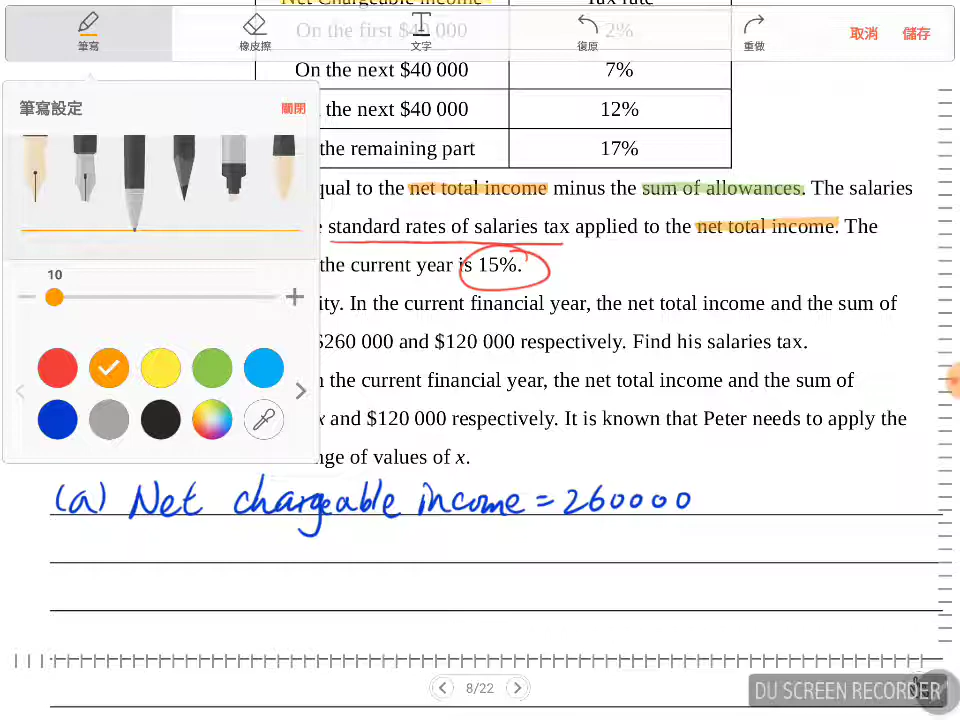 Net Chargeable income Tax rate
筆寫 橡皮擦 文字 復原 重做 取消 儲存
On the first $40 000 2%
On the next $40 000 7%
the next $40 000 12%
the remaining part 17%
筆寫設定 關閉
10
qual to the net total income minus the sum of allowances. The salaries
standard rates of salaries tax applied to the net total income. The
the current year is 15%.
ity. In the current financial year, the net total income and the sum of
$260 000 and $120 000 respectively. Find his salaries tax.
n the current financial year, the net total income and the sum of
x and $120 000 respectively. It is known that Peter needs to apply the
nge of values of x.
(a) Net chargeable income = 260000
8/22
DU SCREEN RECORDER